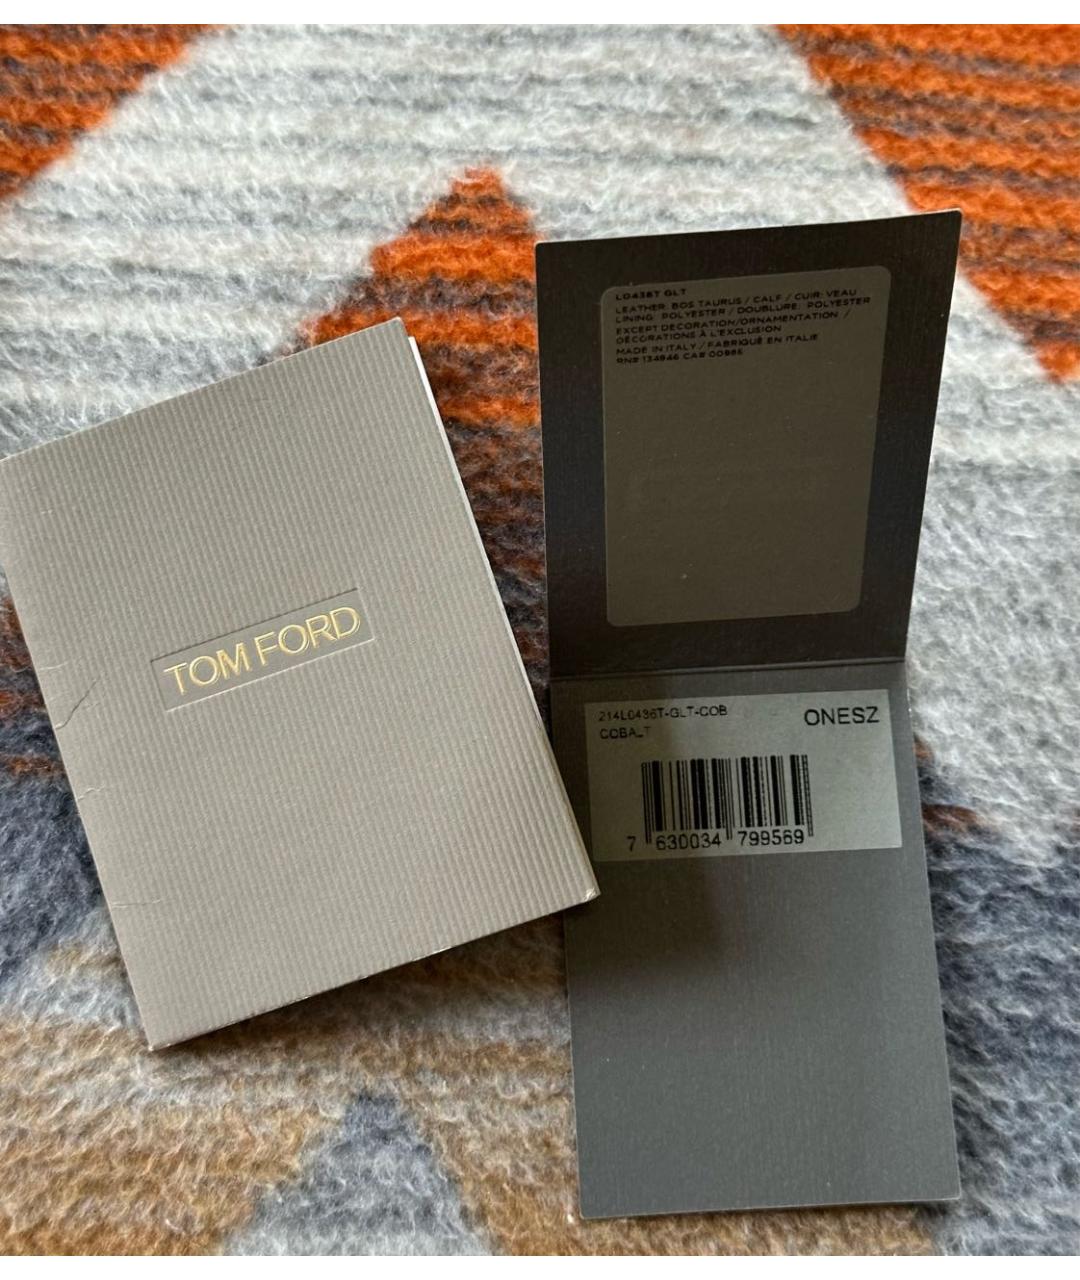 TOM FORD
L0436T GLT
LEATHER: BOS TAURUS / CALF / CUIR: VEAU
LINING: POLYESTER / DOUBLURE: POLYESTER
EXCEPT DECORATION/ORNAMENTATION /
DÉCORATIONS À L'EXCLUSION
MADE IN ITALY / FABRIQUÉ EN ITALIE
RN# 134946 CA# 00986
214L0436T-GLT-COB
COBALT
ONESZ
7 630034 799569